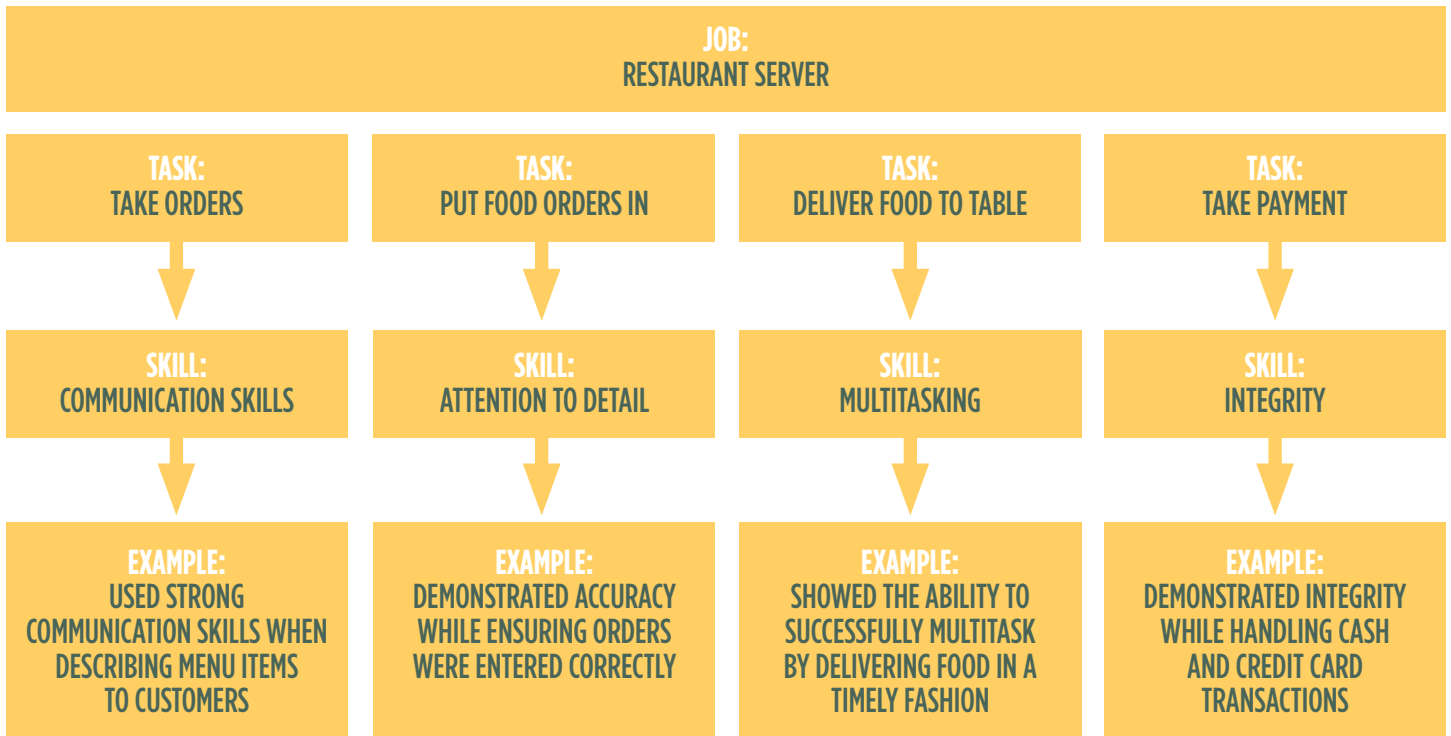 JOB:
RESTAURANT SERVER
TASK:
TAKE ORDERS
TASK:
PUT FOOD ORDERS IN
TASK:
DELIVER FOOD TO TABLE
TASK:
TAKE PAYMENT
SKILL:
COMMUNICATION SKILLS
SKILL:
ATTENTION TO DETAIL
SKILL:
MULTITASKING
SKILL:
INTEGRITY
EXAMPLE:
USED STRONG
COMMUNICATION SKILLS WHEN
DESCRIBING MENU ITEMS
TO CUSTOMERS
EXAMPLE:
DEMONSTRATED ACCURACY
WHILE ENSURING ORDERS
WERE ENTERED CORRECTLY
EXAMPLE:
SHOWED THE ABILITY TO
SUCCESSFULLY MULTITASK
BY DELIVERING FOOD IN A
TIMELY FASHION
EXAMPLE:
DEMONSTRATED INTEGRITY
WHILE HANDLING CASH
AND CREDIT CARD
TRANSACTIONS